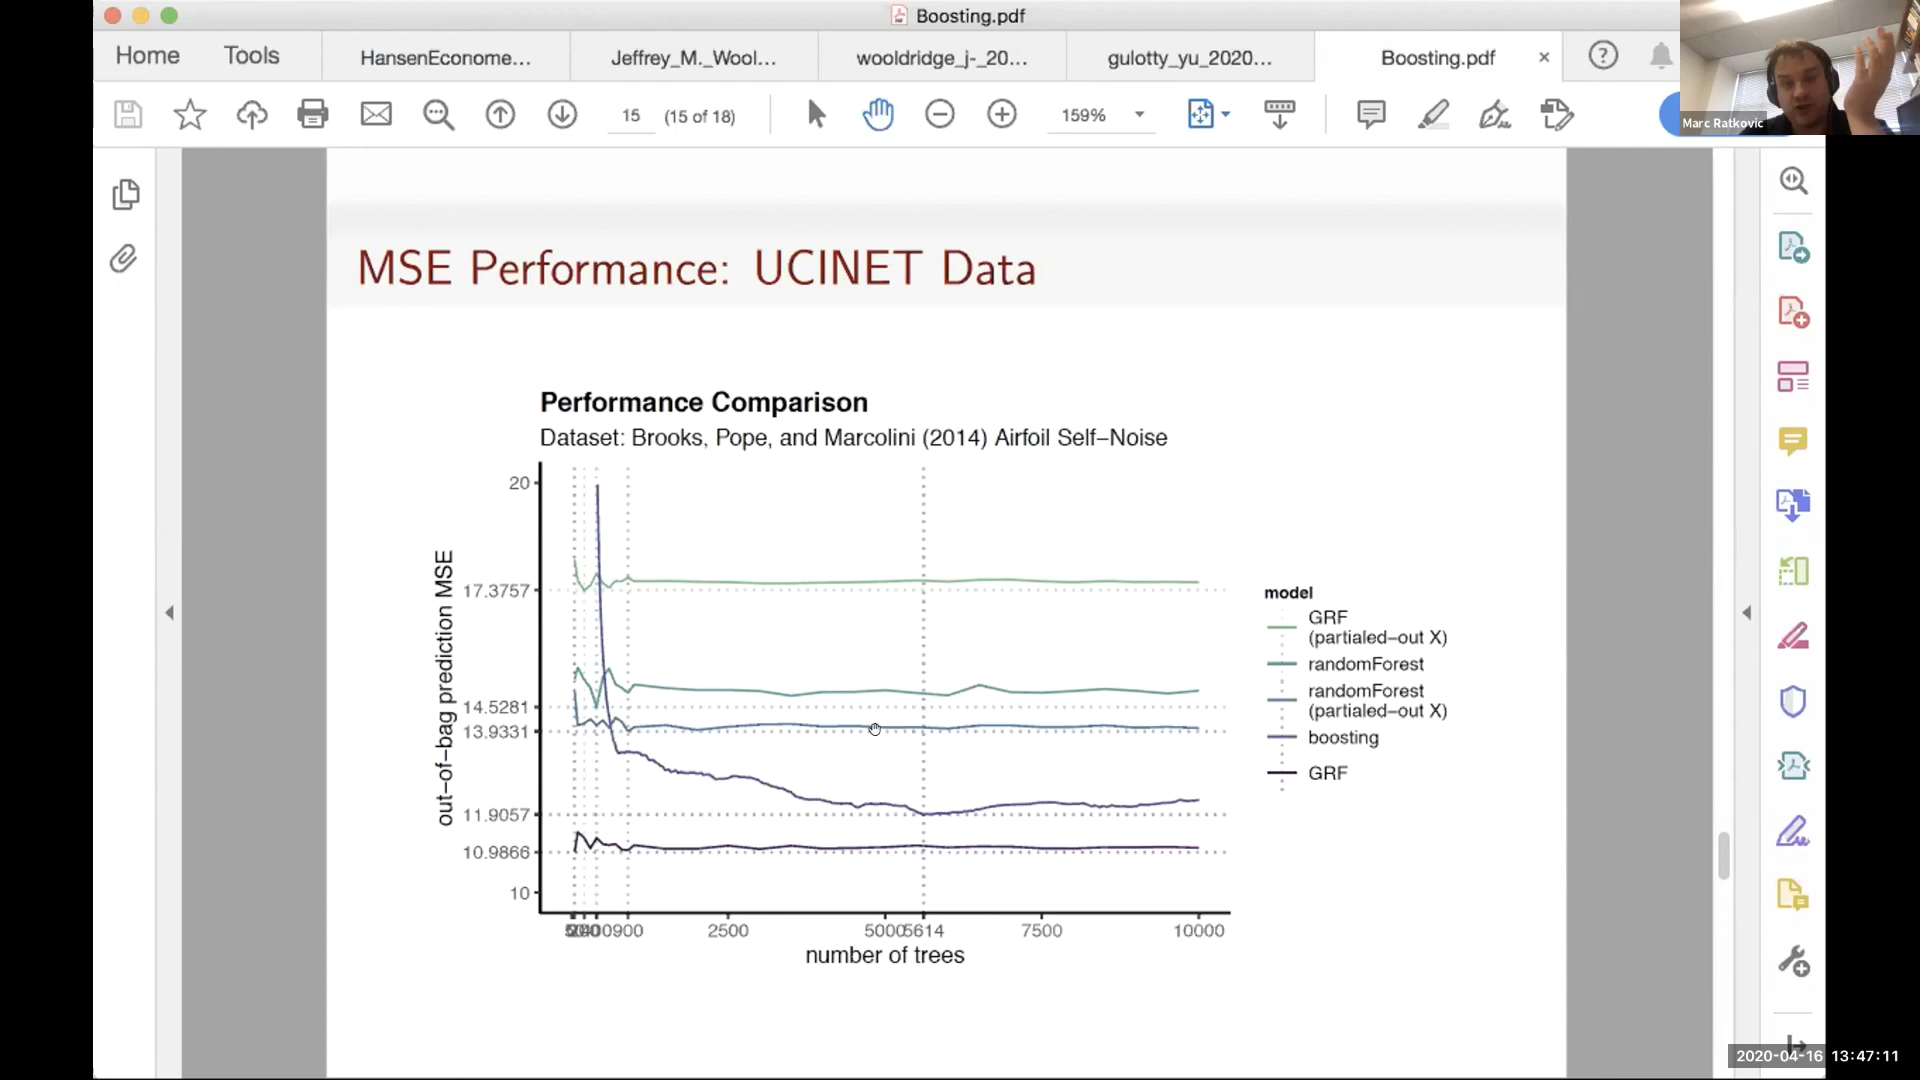 Boosting.pdf
Home Tools HansenEconome... Jeffrey_M._Wool... wooldridge_j-_20... gulotty_yu_2020... Boosting.pdf ×
15 (15 of 18) 159%
Marc Ratkovic
MSE Performance: UCINET Data
Performance Comparison
Dataset: Brooks, Pope, and Marcolini (2014) Airfoil Self–Noise
out–of–bag prediction MSE
20
17.3757
14.5281
13.9331
11.9057
10.9866
10
900 2500 5000 5614 7500 10000
number of trees
model
GRF
(partialed–out X)
randomForest
randomForest
(partialed–out X)
boosting
GRF
2020-04-16 13:47:11